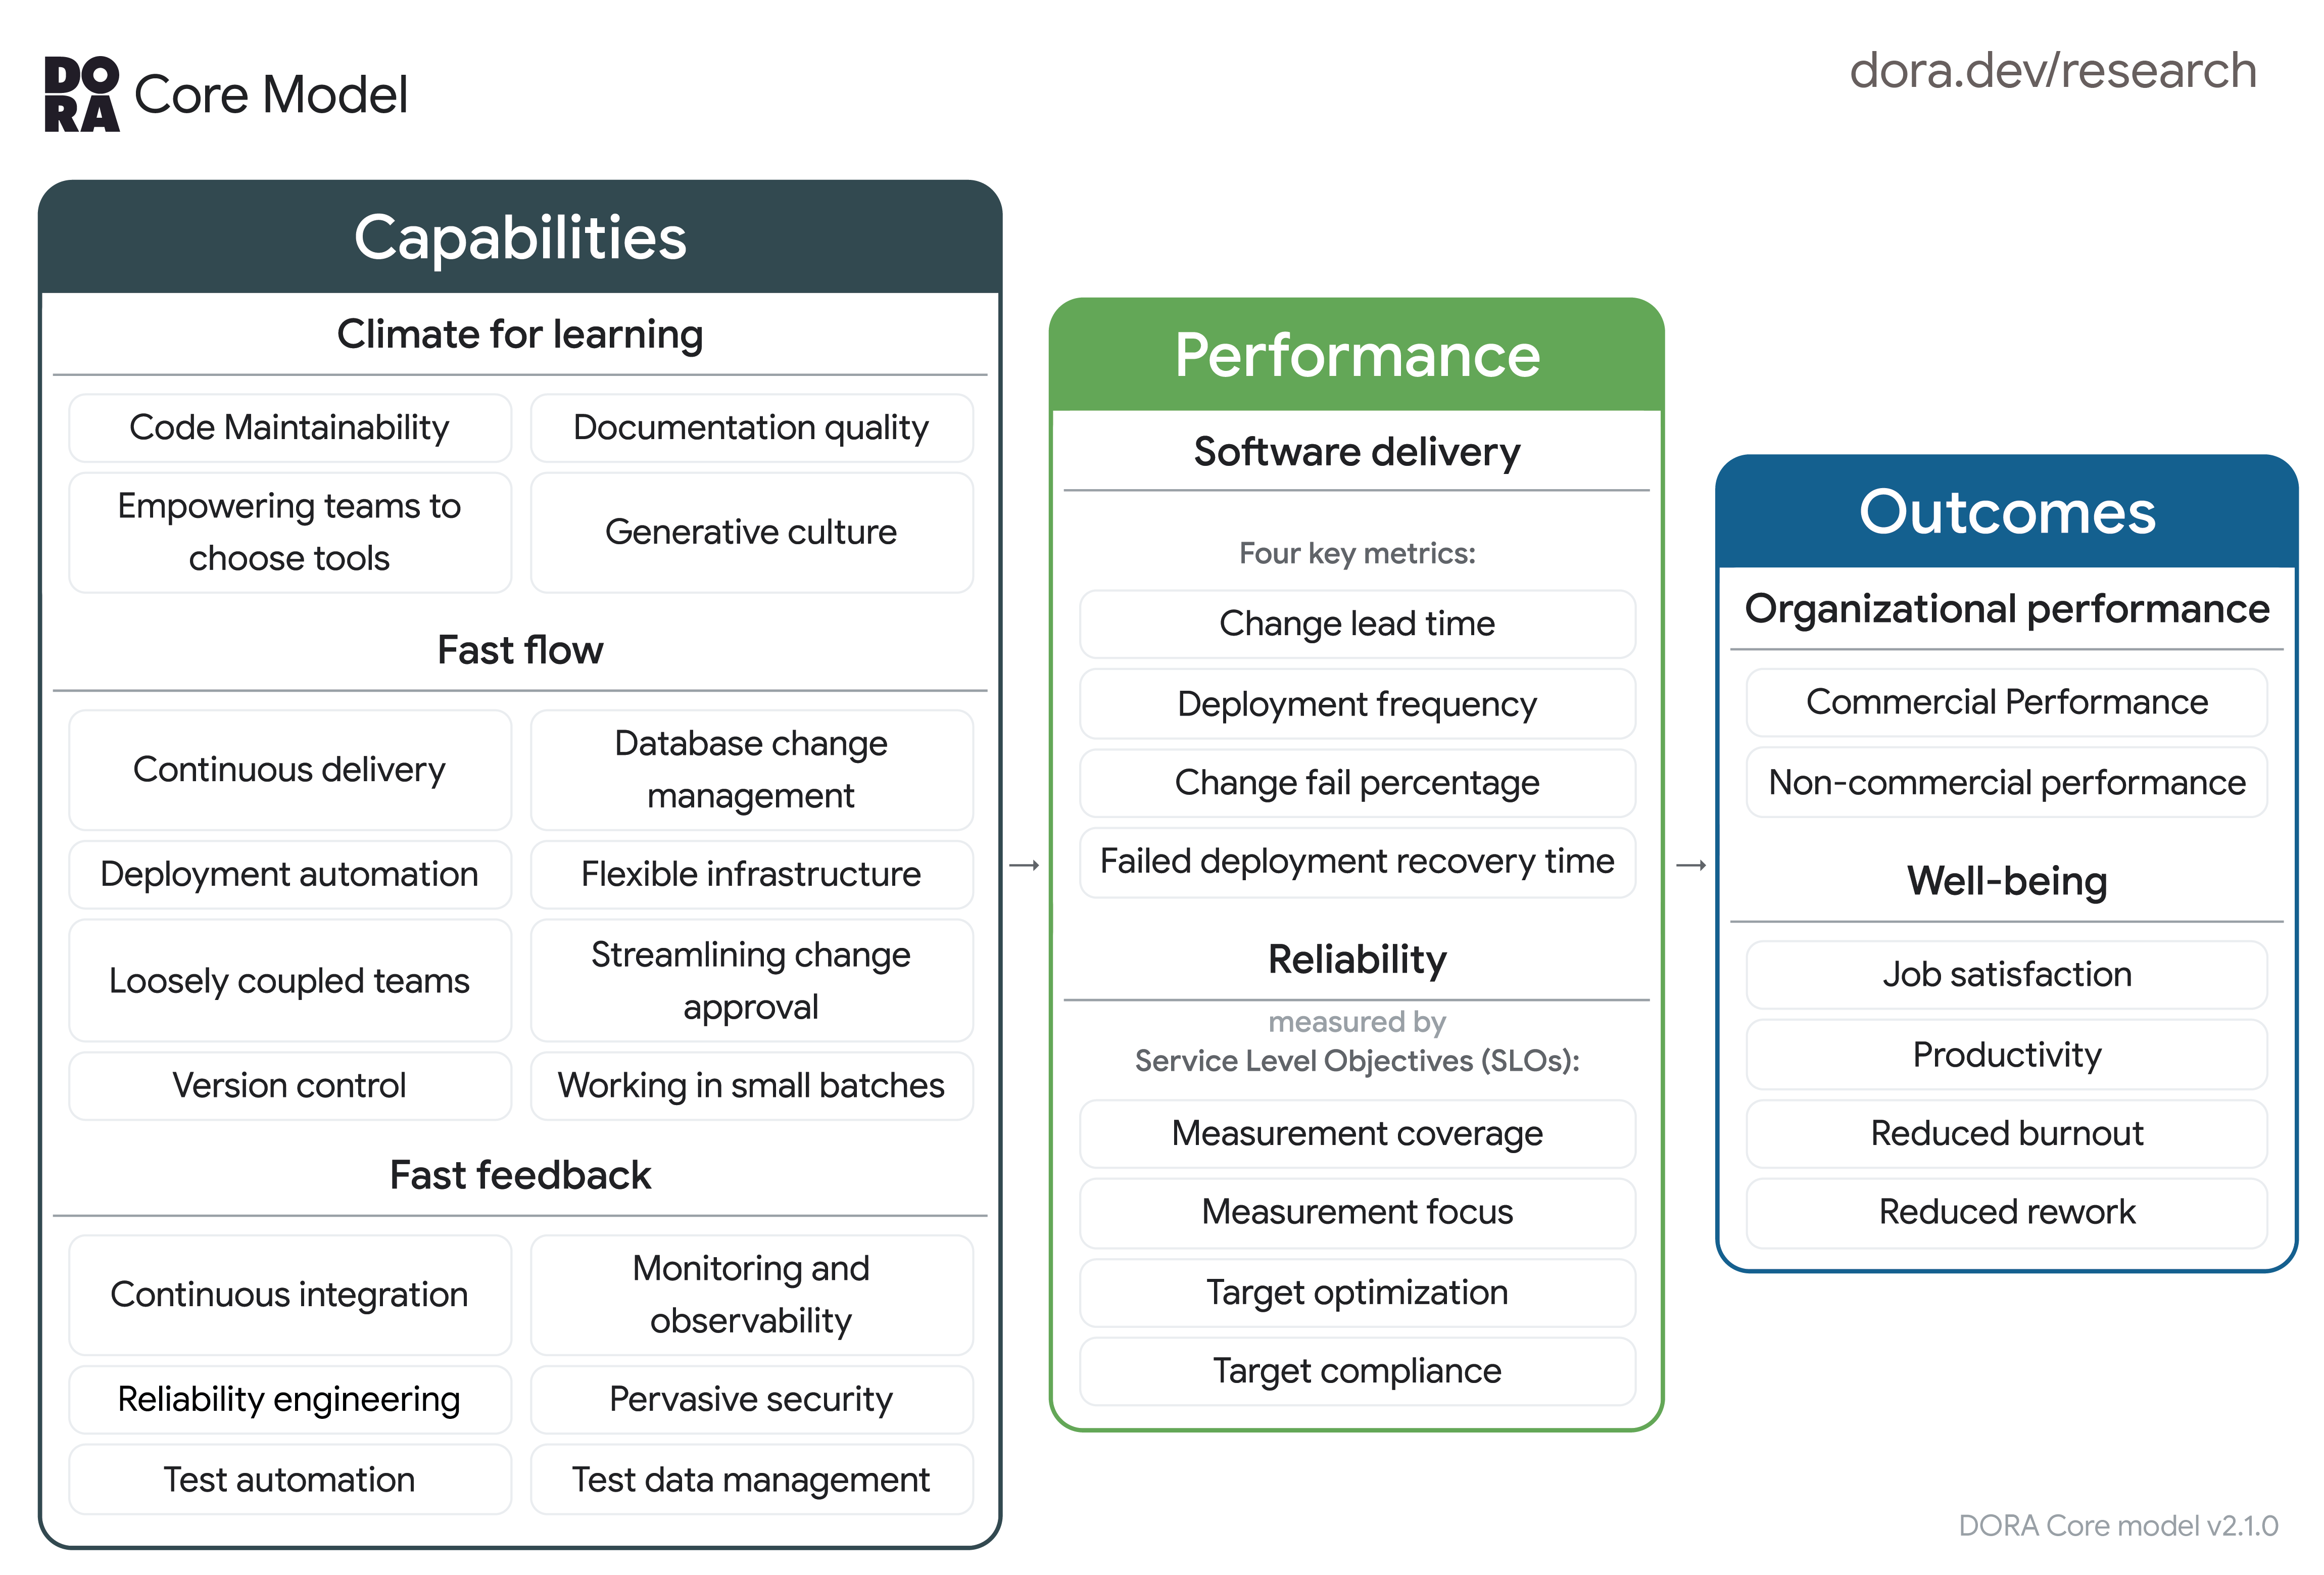 DO
RA
Core Model
dora.dev/research
Capabilities
Climate for learning
Code Maintainability
Documentation quality
Empowering teams to
choose tools
Generative culture
Fast flow
Continuous delivery
Database change
management
Deployment automation
Flexible infrastructure
Loosely coupled teams
Streamlining change
approval
Version control
Working in small batches
Fast feedback
Continuous integration
Monitoring and
observability
Reliability engineering
Pervasive security
Test automation
Test data management
→
Performance
Software delivery
Four key metrics:
Change lead time
Deployment frequency
Change fail percentage
Failed deployment recovery time
Reliability
measured by
Service Level Objectives (SLOs):
Measurement coverage
Measurement focus
Target optimization
Target compliance
→
Outcomes
Organizational performance
Commercial Performance
Non-commercial performance
Well-being
Job satisfaction
Productivity
Reduced burnout
Reduced rework
DORA Core model v2.1.0